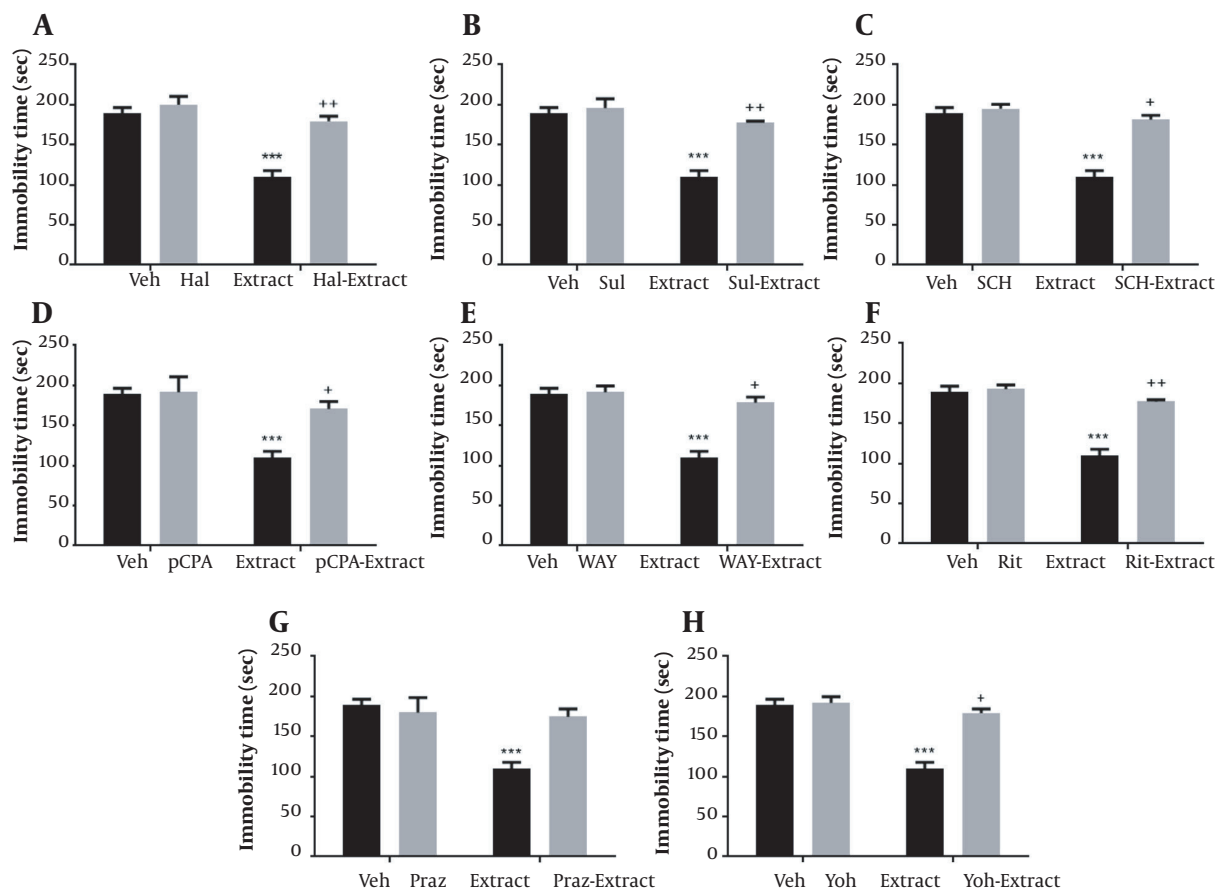 A
Immobility time (sec)
250
200
150
100
50
0
***
++
Veh Hal Extract Hal-Extract
B
Immobility time (sec)
250
200
150
100
50
0
***
++
Veh Sul Extract Sul-Extract
C
Immobility time (sec)
250
200
150
100
50
0
***
+
Veh SCH Extract SCH-Extract
D
Immobility time (sec)
250
200
150
100
50
0
***
+
Veh pCPA Extract pCPA-Extract
E
Immobility time (sec)
250
200
150
100
50
0
***
+
Veh WAY Extract WAY-Extract
F
Immobility time (sec)
250
200
150
100
50
0
***
++
Veh Rit Extract Rit-Extract
G
Immobility time (sec)
250
200
150
100
50
0
***
Veh Praz Extract Praz-Extract
H
Immobility time (sec)
250
200
150
100
50
0
***
+
Veh Yoh Extract Yoh-Extract